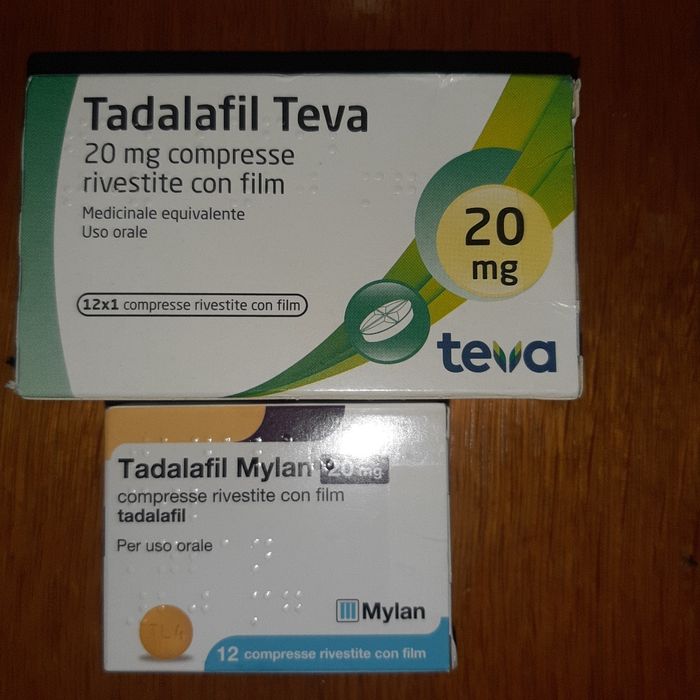 Tadalafil Teva
20 mg compresse
rivestite con film
Medicinale equivalente
Uso orale
12x1 compresse rivestite con film
20
mg
teva
Tadalafil Mylan 20 mg
compresse rivestite con film
tadalafil
Per uso orale
TL4
Mylan
12 compresse rivestite con film